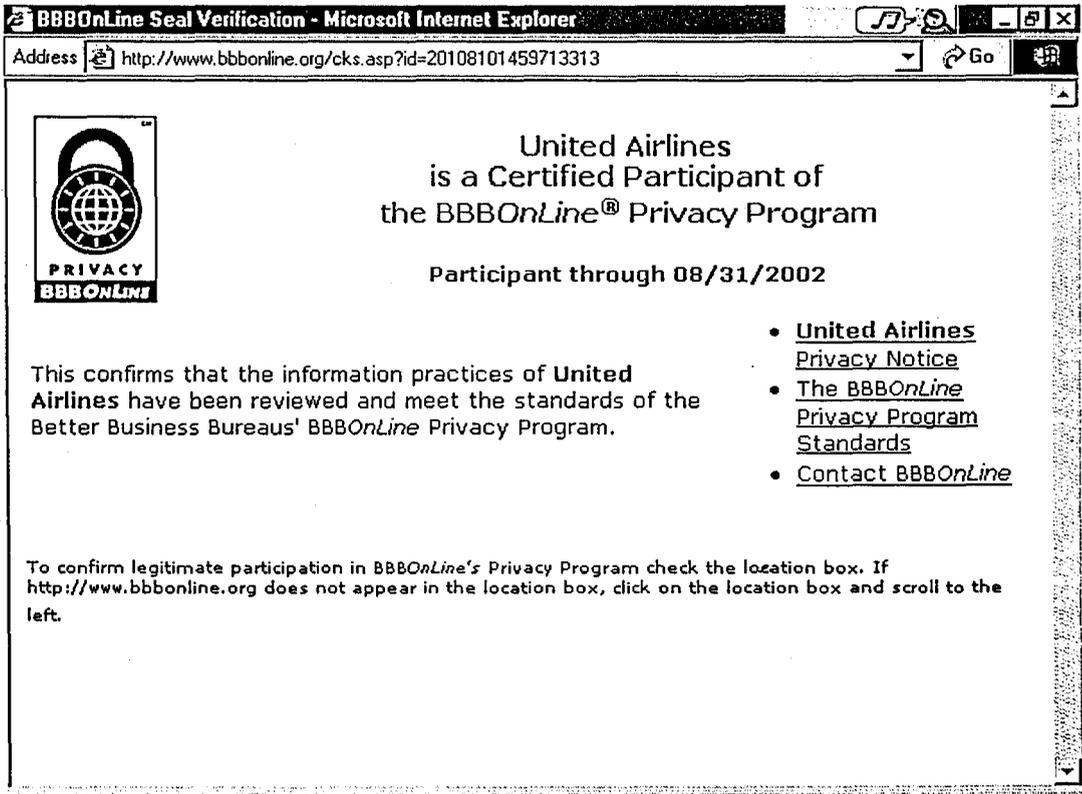 BBBOnLine Seal Verification - Microsoft Internet Explorer
Address http://www.bbbonline.org/cks.asp?id=20108101459713313 Go
SM
PRIVACY
BBBONLINE
United Airlines
is a Certified Participant of
the BBBOnLine® Privacy Program
Participant through 08/31/2002
This confirms that the information practices of United
Airlines have been reviewed and meet the standards of the
Better Business Bureaus' BBBOnLine Privacy Program.
• United Airlines
Privacy Notice
• The BBBOnLine
Privacy Program
Standards
• Contact BBBOnLine
To confirm legitimate participation in BBBOnLine's Privacy Program check the location box. If
http://www.bbbonline.org does not appear in the location box, click on the location box and scroll to the
left.